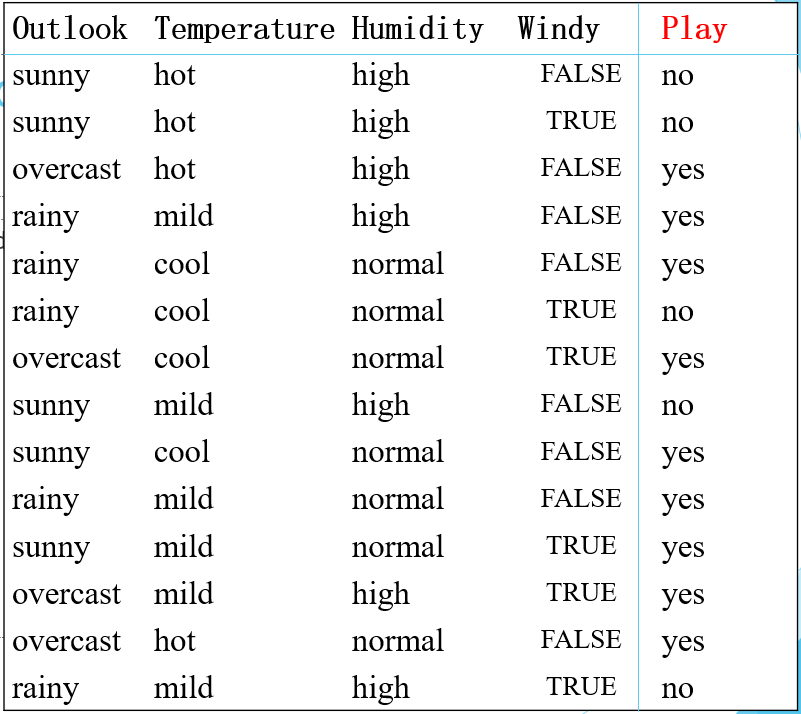 Outlook Temperature Humidity Windy Play
sunny hot high FALSE no
sunny hot high TRUE no
overcast hot high FALSE yes
rainy mild high FALSE yes
rainy cool normal FALSE yes
rainy cool normal TRUE no
overcast cool normal TRUE yes
sunny mild high FALSE no
sunny cool normal FALSE yes
rainy mild normal FALSE yes
sunny mild normal TRUE yes
overcast mild high TRUE yes
overcast hot normal FALSE yes
rainy mild high TRUE no